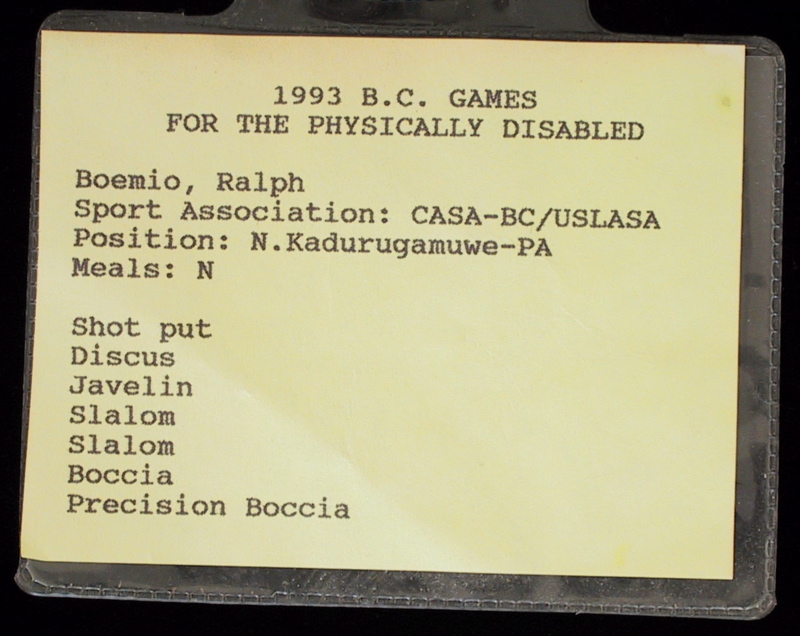 1993 B.C. GAMES
FOR THE PHYSICALLY DISABLED
Boemio, Ralph
Sport Association: CASA-BC/USLASA
Position: N.Kadurugamuwe-PA
Meals: N
Shot put
Discus
Javelin
Slalom
Slalom
Boccia
Precision Boccia